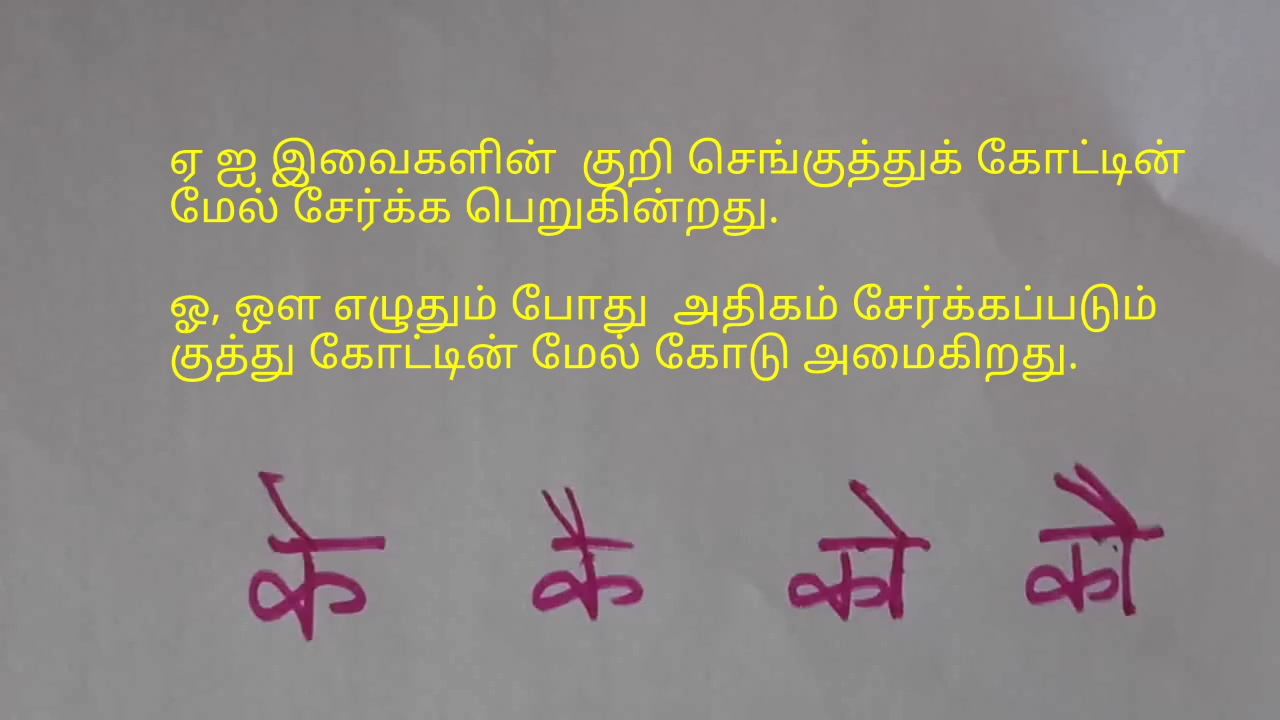 ஏ ஐ இவைகளின்  குறி செங்குத்துக் கோட்டின்
மேல் சேர்க்க பெறுகின்றது.
ஓ, ஔ எழுதும் போது  அதிகம் சேர்க்கப்படும்
குத்து கோட்டின் மேல் கோடு அமைகிறது.
के कै को कौ